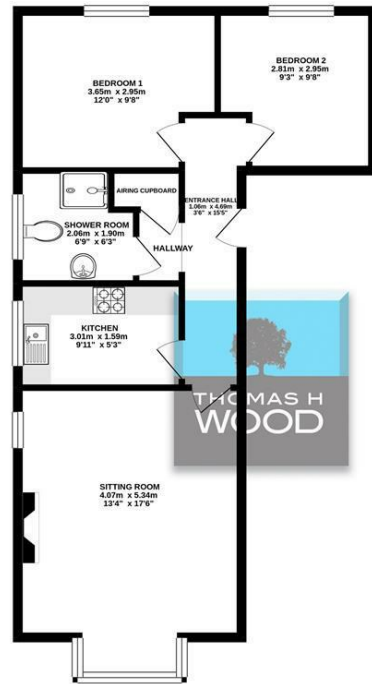 BEDROOM 1
3.65m x 2.95m
12'0" x 9'8"
BEDROOM 2
2.81m x 2.95m
9'3" x 9'8"
AIRING CUPBOARD
ENTRANCE HALL
1.06m x 4.69m
3'6" x 15'5"
SHOWER ROOM
2.06m x 1.90m
6'9" x 6'3"
HALLWAY
KITCHEN
3.01m x 1.59m
9'11" x 5'3"
THOMAS H
WOOD
SITTING ROOM
4.07m x 5.34m
13'4" x 17'6"